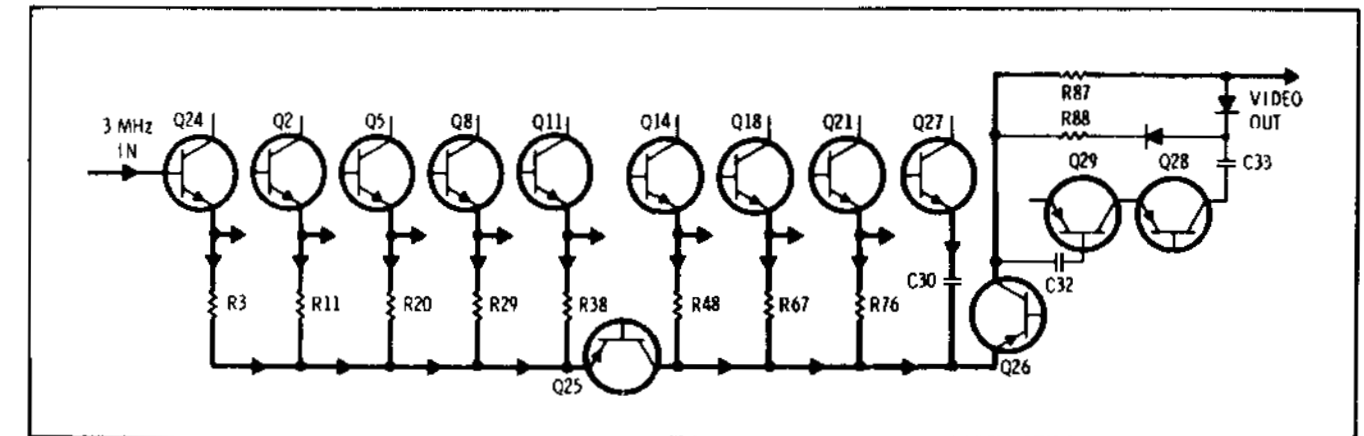 3 MHz
IN
Q24
Q2
Q5
Q8
Q11
Q14
Q18
Q21
Q27
R87
R88
VIDEO
OUT
Q29
Q28
C33
C32
C30
R3
R11
R20
R29
R38
R48
R67
R76
Q25
Q26